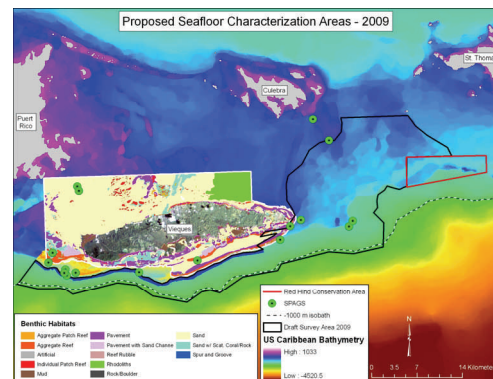 Proposed Seafloor Characterization Areas - 2009
St. Thomas
Culebra
Puerto
Rico
Vieques
Benthic Habitats
Aggregate Patch Reef
Aggregate Reef
Artificial
Individual Patch Reef
Mud
Pavement
Pavement with Sand Channe
Reef Rubble
Rhodoliths
Rock/Boulder
Sand
Sand w/ Scat. Coral/Rock
Spur and Groove
Red Hind Conservation Area
SPAGS
-1000 m isobath
Draft Survey Area 2009
US Caribbean Bathymetry
High : 1033
Low : -4520.5
N
0 3.5 7 14 Kilometers